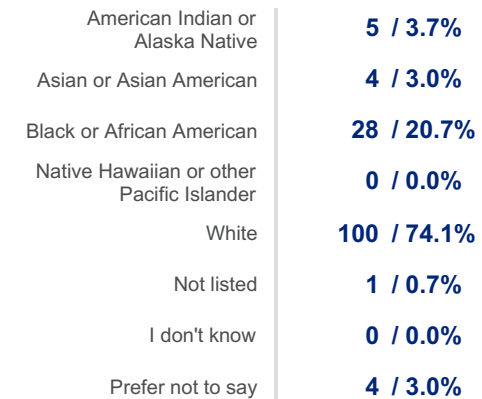 American Indian or
Alaska Native
5 / 3.7%
Asian or Asian American
4 / 3.0%
Black or African American
28 / 20.7%
Native Hawaiian or other
Pacific Islander
0 / 0.0%
White
100 / 74.1%
Not listed
1 / 0.7%
I don't know
0 / 0.0%
Prefer not to say
4 / 3.0%